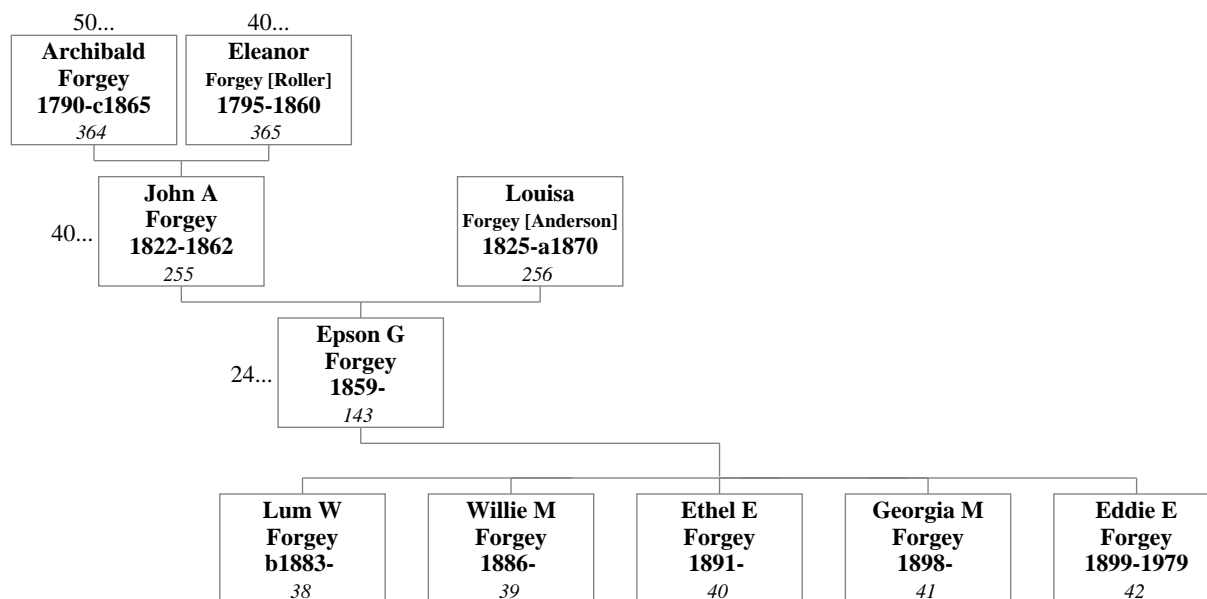 50...
40...
Archibald
Forgey
1790-c1865
364
Eleanor
Forgey [Roller]
1795-1860
365
40...
John A
Forgey
1822-1862
255
Louisa
Forgey [Anderson]
1825-a1870
256
24...
Epson G
Forgey
1859-
143
Lum W
Forgey
b1883-
38
Willie M
Forgey
1886-
39
Ethel E
Forgey
1891-
40
Georgia M
Forgey
1898-
41
Eddie E
Forgey
1899-1979
42